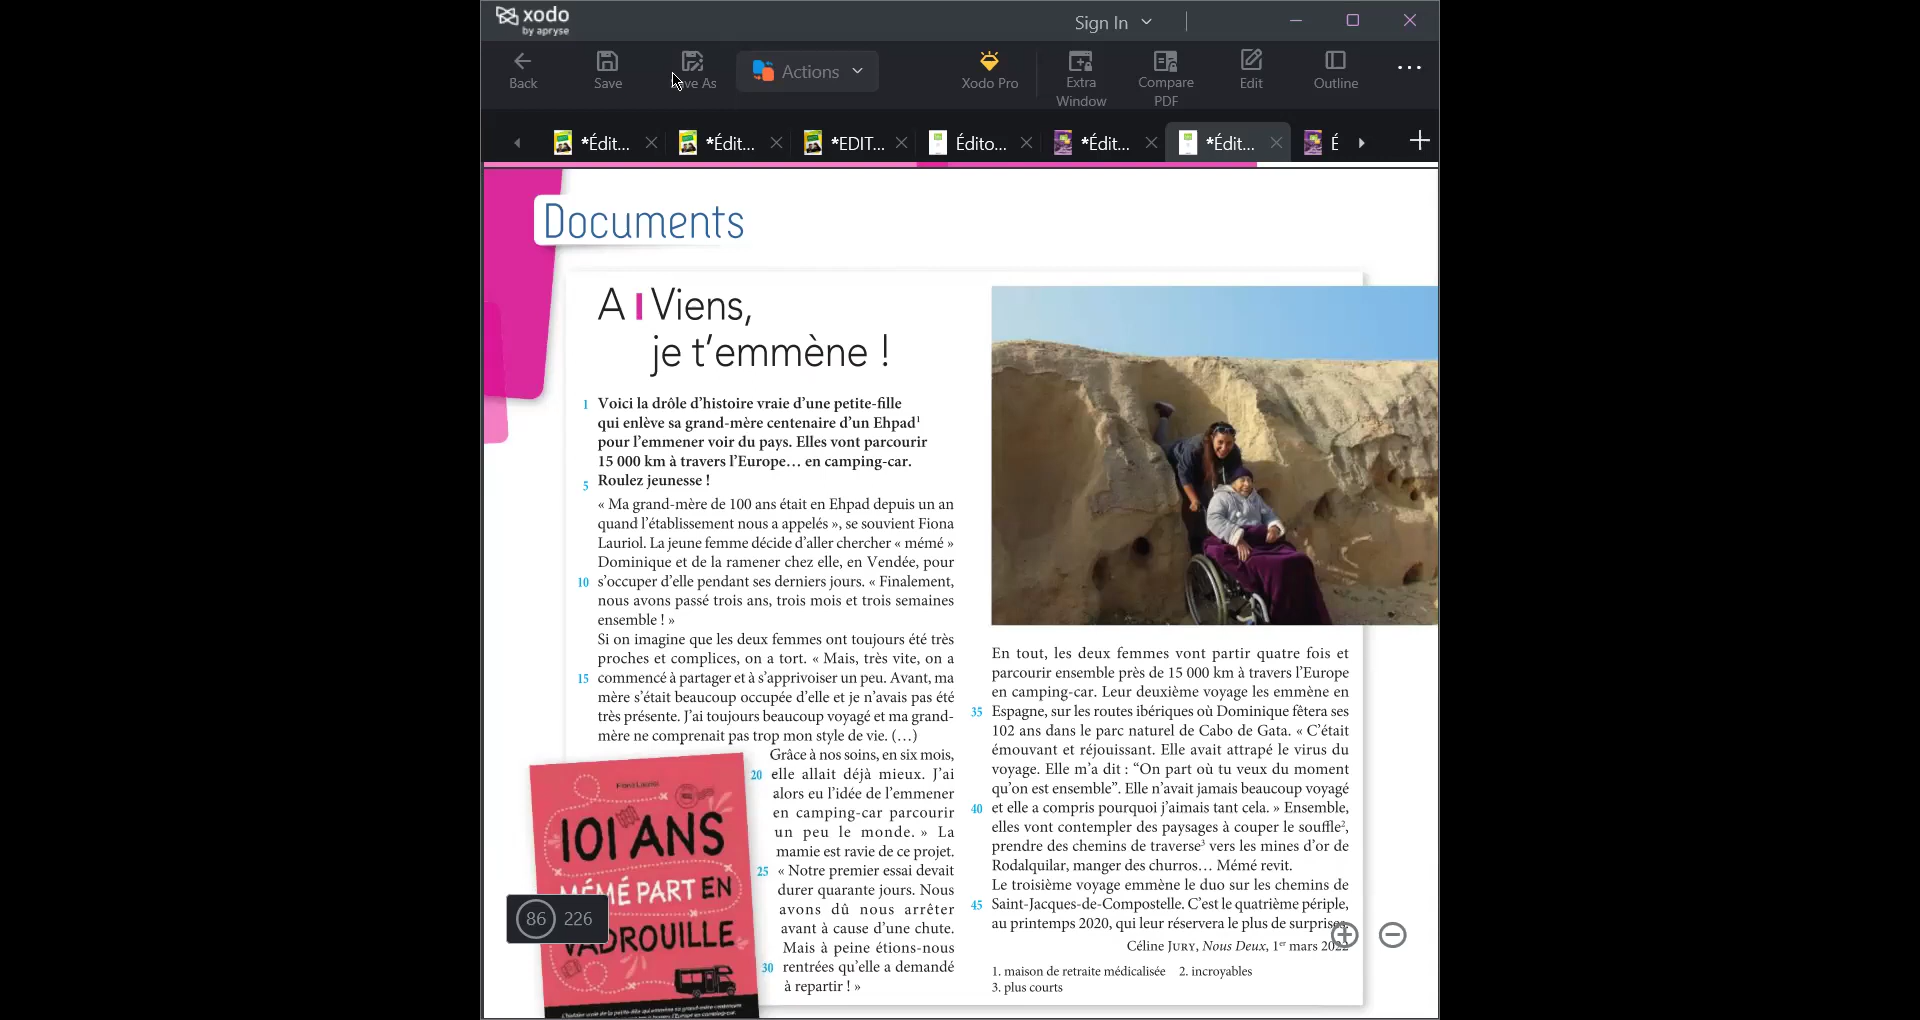 xodo
by apryse
Sign In
Back
Save
Save As
Actions
Xodo Pro
Extra Window
Compare PDF
Edit
Outline
*Édit...
*Édit...
*EDIT...
Édito...
*Édit...
*Édit...
É
Documents
A I Viens,
je t’emmène !
1 Voici la drôle d’histoire vraie d’une petite-fille
qui enlève sa grand-mère centenaire d’un Ehpad¹
pour l’emmener voir du pays. Elles vont parcourir
15 000 km à travers l’Europe… en camping-car.
5 Roulez jeunesse !
« Ma grand-mère de 100 ans était en Ehpad depuis un an
quand l’établissement nous a appelés », se souvient Fiona
Lauriol. La jeune femme décide d’aller chercher « mémé »
Dominique et de la ramener chez elle, en Vendée, pour
10 s’occuper d’elle pendant ses derniers jours. « Finalement,
nous avons passé trois ans, trois mois et trois semaines
ensemble ! »
Si on imagine que les deux femmes ont toujours été très
proches et complices, on a tort. « Mais, très vite, on a
15 commencé à partager et à s’apprivoiser un peu. Avant, ma
mère s’était beaucoup occupée d’elle et je n’avais pas été
très présente. J’ai toujours beaucoup voyagé et ma grand-
mère ne comprenait pas trop mon style de vie. (…)
Grâce à nos soins, en six mois,
20 elle allait déjà mieux. J’ai
alors eu l’idée de l’emmener
en camping-car parcourir
un peu le monde. » La
mamie est ravie de ce projet.
25 « Notre premier essai devait
durer quarante jours. Nous
avons dû nous arrêter
avant à cause d’une chute.
Mais à peine étions-nous
30 rentrées qu’elle a demandé
à repartir ! »
Fiona Lauriol
101 ANS
MÉMÉ PART EN
VADROUILLE
L'histoire vraie de la petite-fille qui emmène sa grand-mère centenaire
86 226
En tout, les deux femmes vont partir quatre fois et
parcourir ensemble près de 15 000 km à travers l’Europe
en camping-car. Leur deuxième voyage les emmène en
35 Espagne, sur les routes ibériques où Dominique fêtera ses
102 ans dans le parc naturel de Cabo de Gata. « C’était
émouvant et réjouissant. Elle avait attrapé le virus du
voyage. Elle m’a dit : “On part où tu veux du moment
qu’on est ensemble”. Elle n’avait jamais beaucoup voyagé
40 et elle a compris pourquoi j’aimais tant cela. » Ensemble,
elles vont contempler des paysages à couper le souffle²,
prendre des chemins de traverse³ vers les mines d’or de
Rodalquilar, manger des churros… Mémé revit.
Le troisième voyage emmène le duo sur les chemins de
45 Saint-Jacques-de-Compostelle. C’est le quatrième périple,
au printemps 2020, qui leur réservera le plus de surprises.
Céline JURY, Nous Deux, 1er mars 2022
1. maison de retraite médicalisée 2. incroyables
3. plus courts